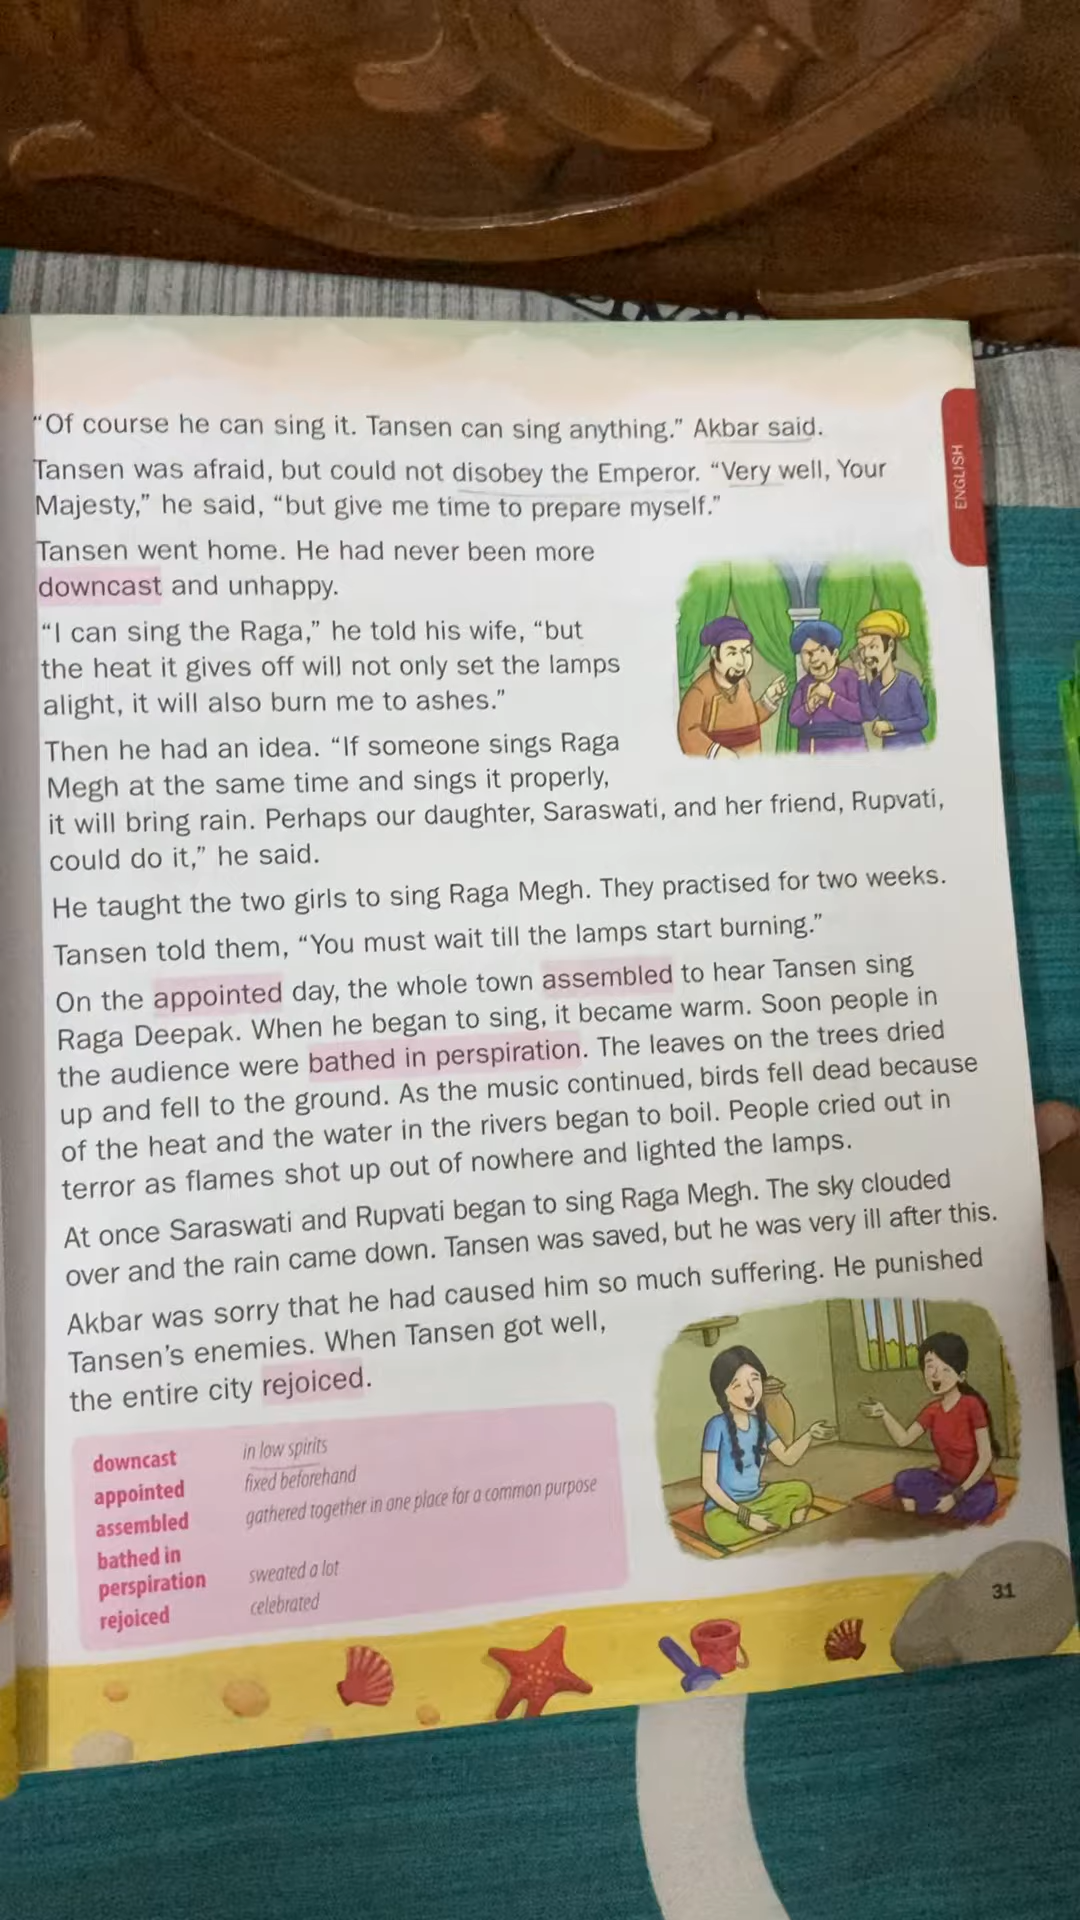 “Of course he can sing it. Tansen can sing anything.” Akbar said.
Tansen was afraid, but could not disobey the Emperor. “Very well, Your
Majesty,” he said, “but give me time to prepare myself.”
Tansen went home. He had never been more
downcast and unhappy.
“I can sing the Raga,” he told his wife, “but
the heat it gives off will not only set the lamps
alight, it will also burn me to ashes.”
Then he had an idea. “If someone sings Raga
Megh at the same time and sings it properly,
it will bring rain. Perhaps our daughter, Saraswati, and her friend, Rupvati,
could do it,” he said.
He taught the two girls to sing Raga Megh. They practised for two weeks.
Tansen told them, “You must wait till the lamps start burning.”
On the appointed day, the whole town assembled to hear Tansen sing
Raga Deepak. When he began to sing, it became warm. Soon people in
the audience were bathed in perspiration. The leaves on the trees dried
up and fell to the ground. As the music continued, birds fell dead because
of the heat and the water in the rivers began to boil. People cried out in
terror as flames shot up out of nowhere and lighted the lamps.
At once Saraswati and Rupvati began to sing Raga Megh. The sky clouded
over and the rain came down. Tansen was saved, but he was very ill after this.
Akbar was sorry that he had caused him so much suffering. He punished
Tansen’s enemies. When Tansen got well,
the entire city rejoiced.
downcast in low spirits
appointed fixed beforehand
assembled gathered together in one place for a common purpose
bathed in
perspiration sweated a lot
rejoiced celebrated
31
ENGLISH